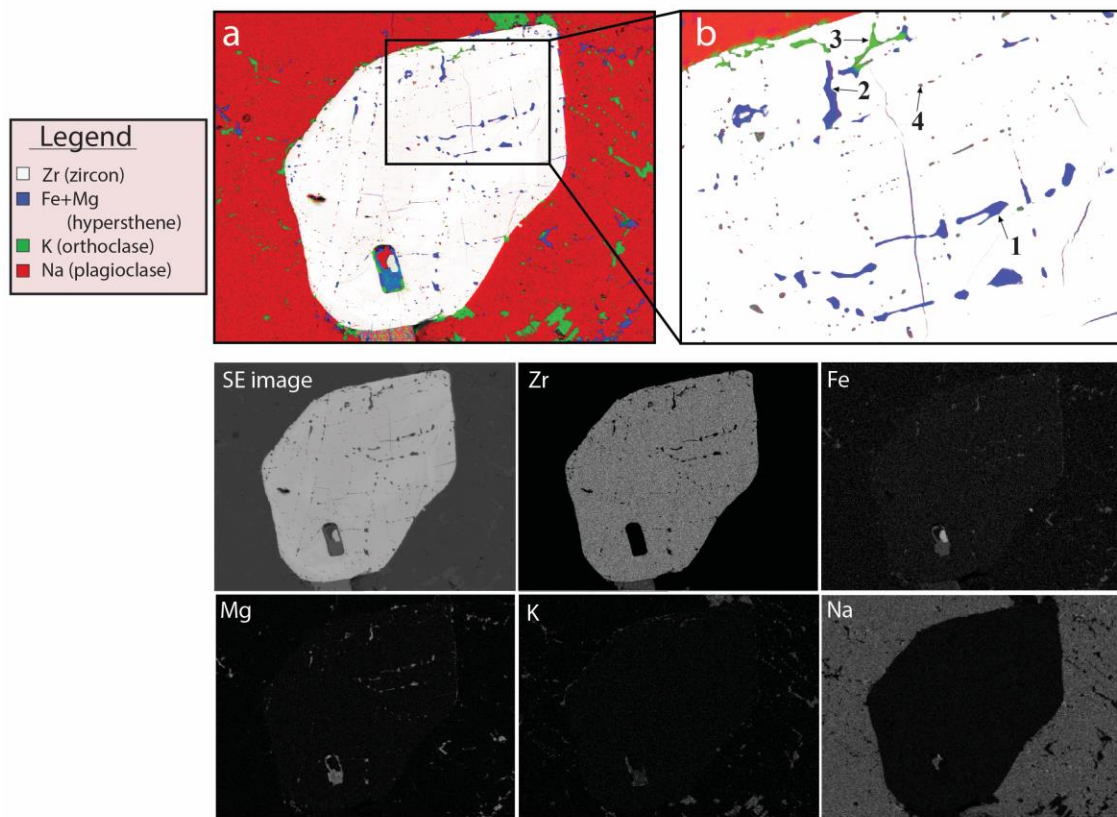 a
b
3
2
4
1
Legend
Zr (zircon)
Fe+Mg
(hypersthene)
K (orthoclase)
Na (plagioclase)
SE image
Zr
Fe
Mg
K
Na